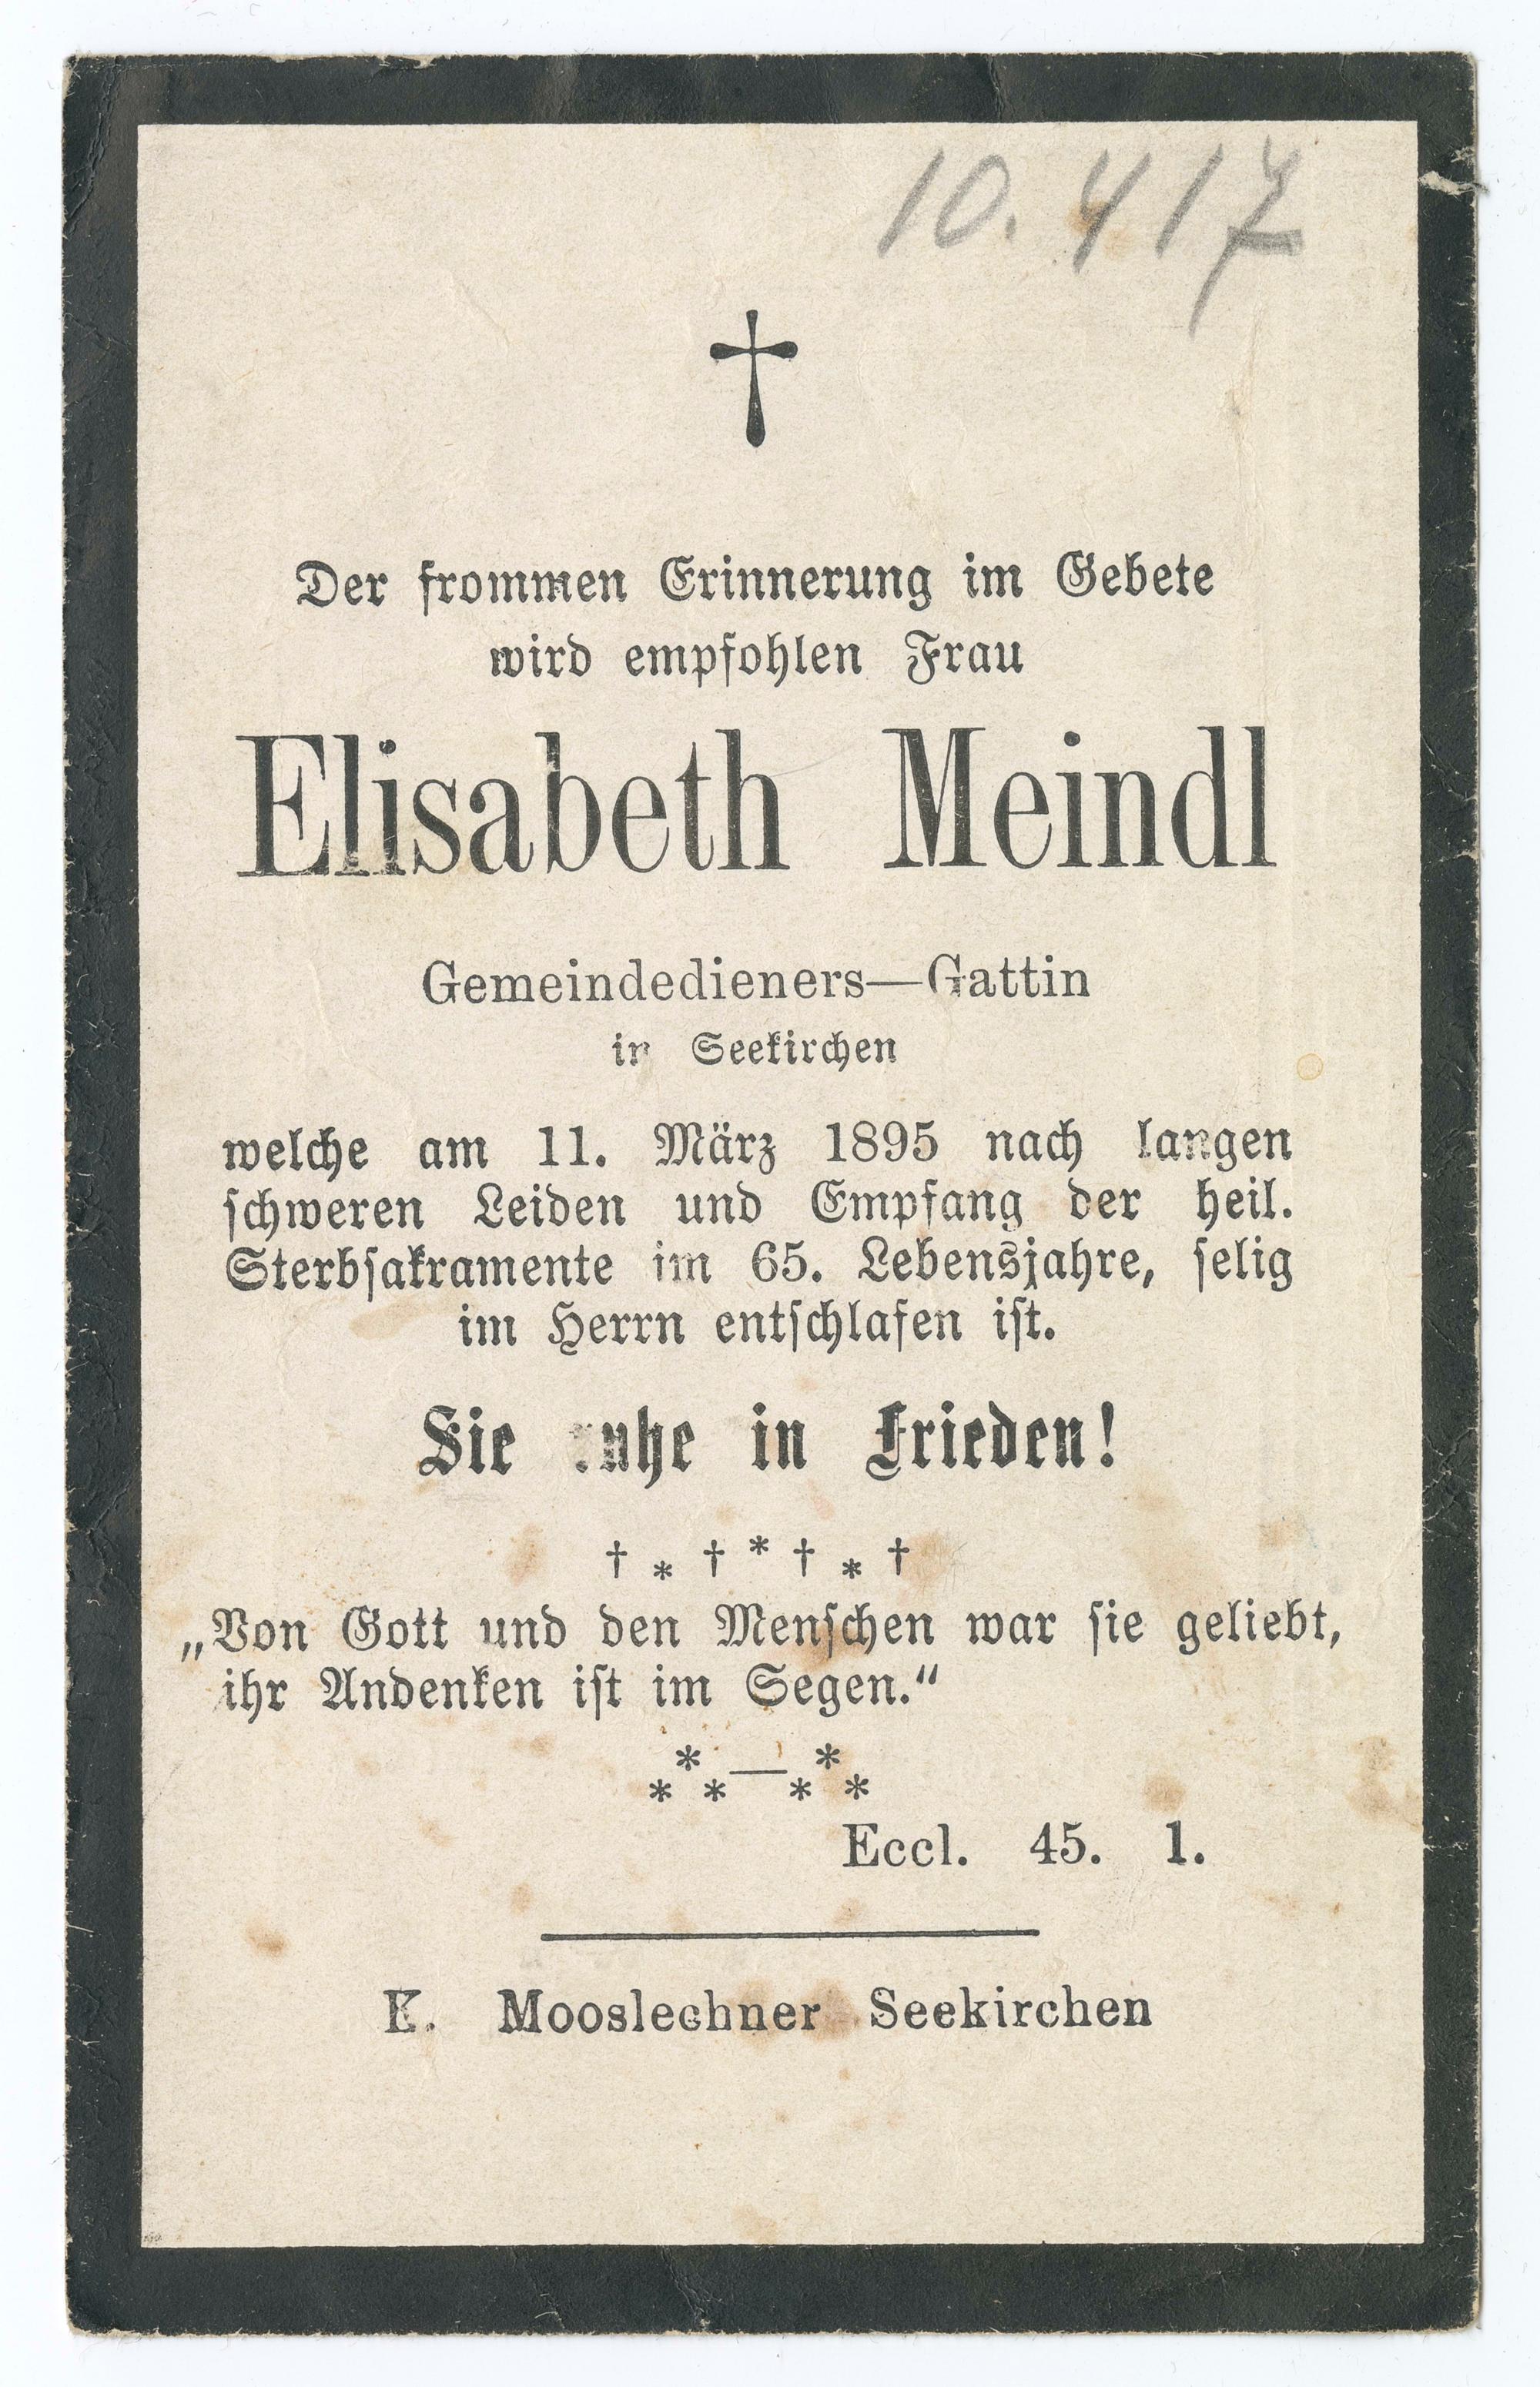 10.417
†
Der frommen Erinnerung im Gebete
wird empfohlen Frau
Elisabeth Meindl
Gemeindedieners—Gattin
in Seekirchen
welche am 11. März 1895 nach langen
schweren Leiden und Empfang der heil.
Sterbsakramente im 65. Lebensjahre, selig
im Herrn entschlafen ist.
Sie ruhe in Frieden!
† * † * † * †
„Von Gott und den Menschen war sie geliebt,
ihr Andenken ist im Segen.“
* — *
* * * *
Eccl. 45. 1.
K. Mooslechner Seekirchen